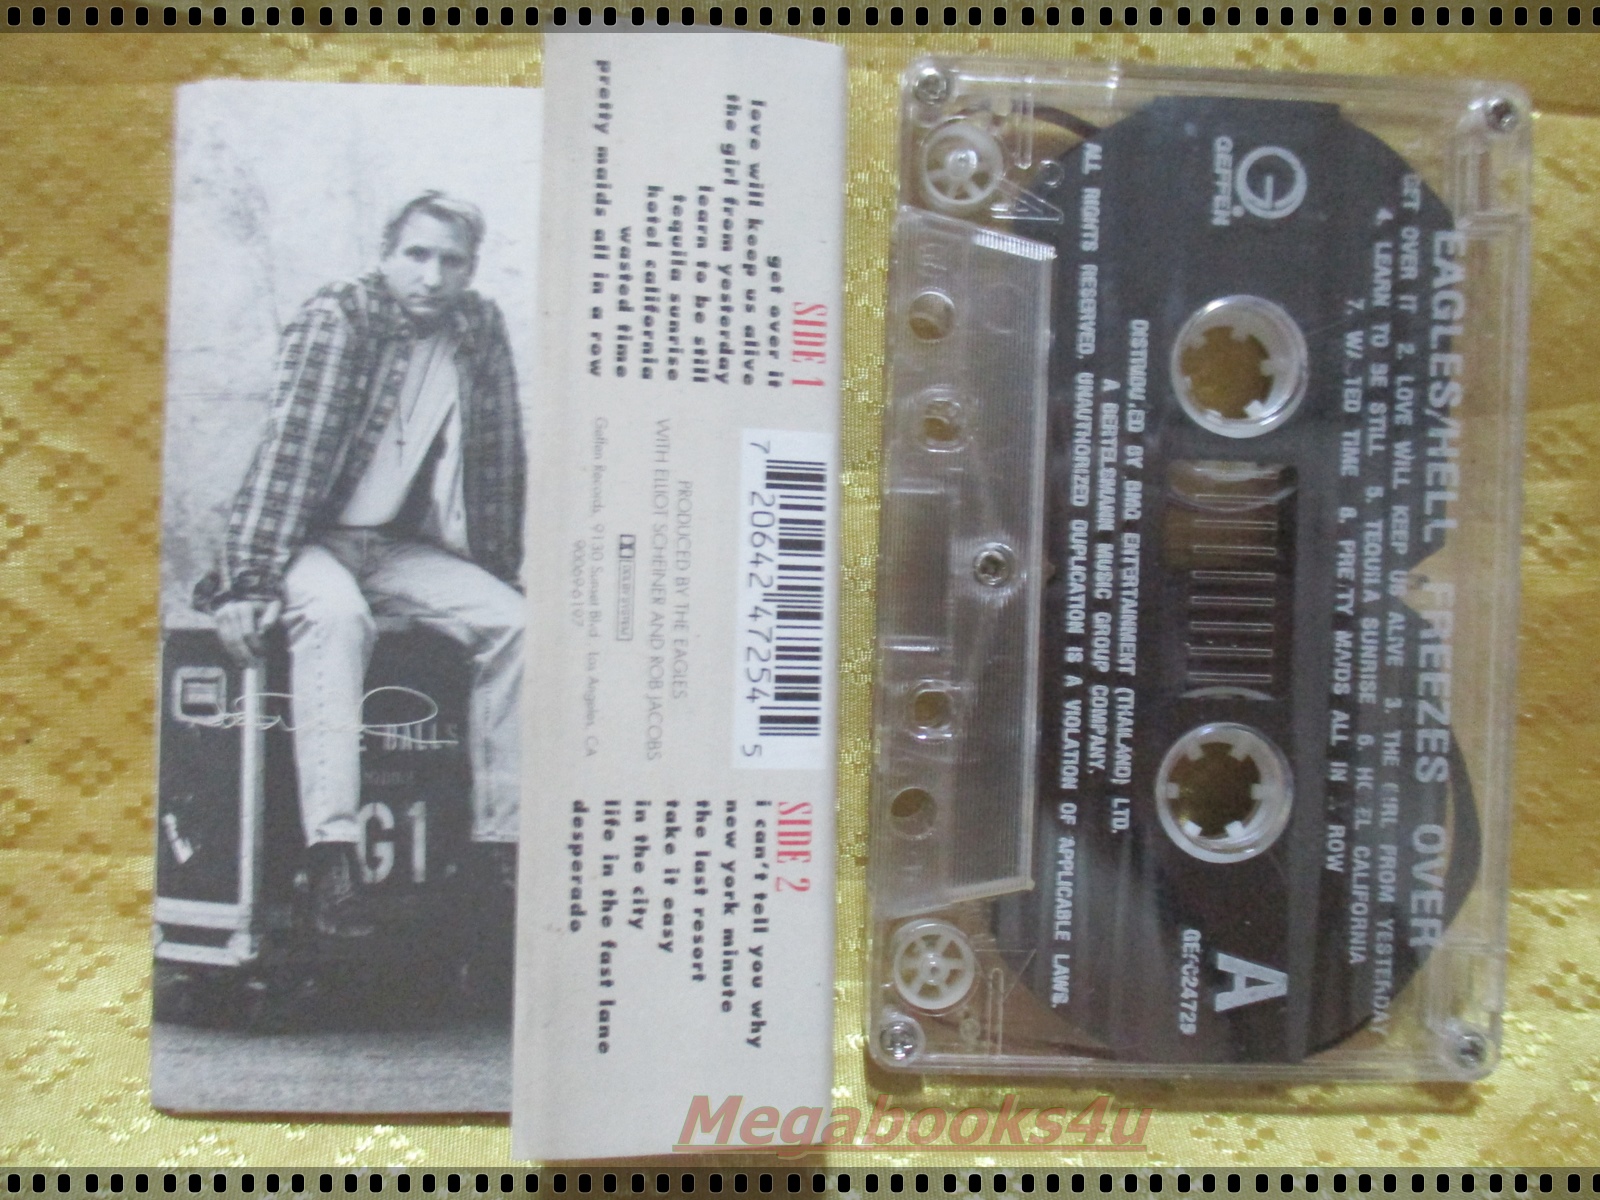 SIDE 1
get over it
love will keep us alive
the girl from yesterday
learn to be still
tequila sunrise
hotel california
wasted time
pretty maids all in a row
7 20642 47254 5
PRODUCED BY THE EAGLES
WITH ELLIOT SCHEINER AND ROB JACOBS
DOLBY SYSTEM
Geffen Records 9130 Sunset Blvd Los Angeles, CA
90069-6197
SIDE 2
i can't tell you why
new york minute
the last resort
take it easy
in the city
life in the fast lane
desperado
G1
EAGLES/HELL FREEZES OVER
GET OVER IT 2. LOVE WILL KEEP US ALIVE 3. THE GIRL FROM YESTERDAY
4. LEARN TO BE STILL 5. TEQUILA SUNRISE 6. HOTEL CALIFORNIA
7. WASTED TIME 8. PRETTY MAIDS ALL IN A ROW
GEFFEN
A
DISTRIBUTED BY BMG ENTERTAINMENT (THAILAND) LTD.
A BERTELSMANN MUSIC GROUP COMPANY.
ALL RIGHTS RESERVED. UNAUTHORIZED DUPLICATION IS A VIOLATION OF APPLICABLE LAWS.
Megabooks4u